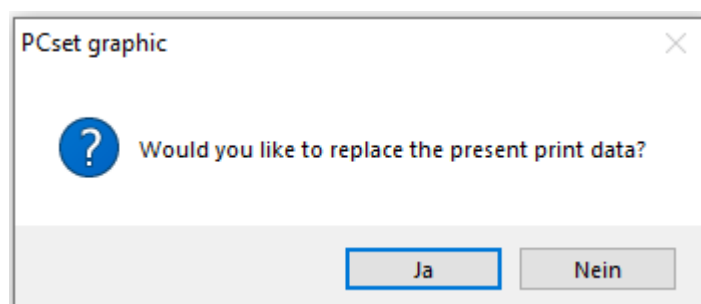 PCset graphic
Would you like to replace the present print data?
Ja
Nein